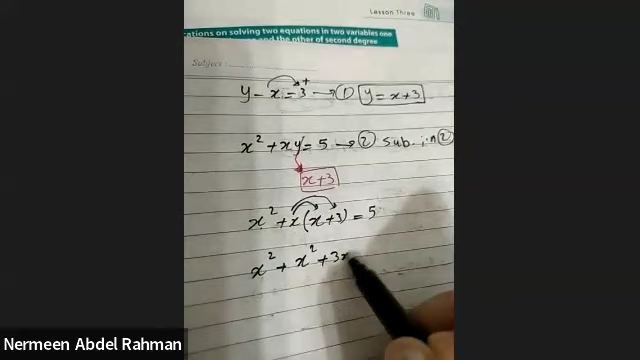 Lesson Three
ations on solving two equations in two variables one
and the other of second degree
Subject:
y - x = 3 → ① y = x+3
x² + xy = 5 → ② Sub. in ②
x+3
x² + x(x+3) = 5
x² + x² + 3x
Nermeen Abdel Rahman